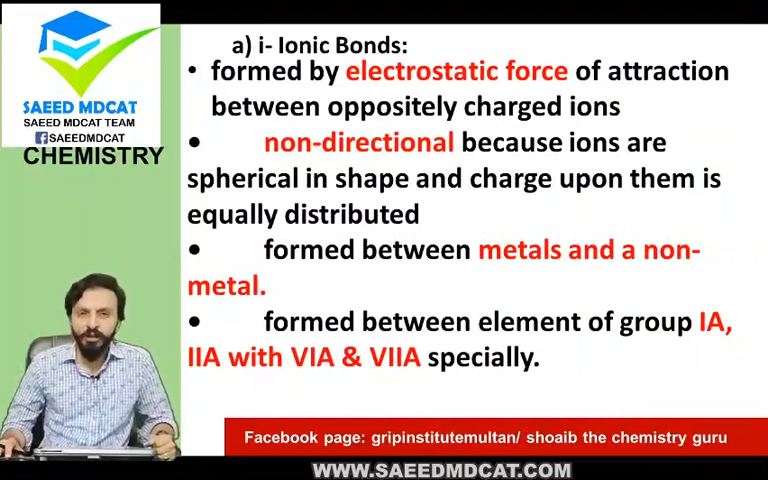 a) i- Ionic Bonds:
• formed by electrostatic force of attraction
between oppositely charged ions
• non-directional because ions are
spherical in shape and charge upon them is
equally distributed
• formed between metals and a non-
metal.
• formed between element of group IA,
IIA with VIA & VIIA specially.
SAEED MDCAT
SAEED MDCAT TEAM
f SAEEDMDCAT
CHEMISTRY
Facebook page: gripinstitutemultan/ shoaib the chemistry guru
WWW.SAEEDMDCAT.COM